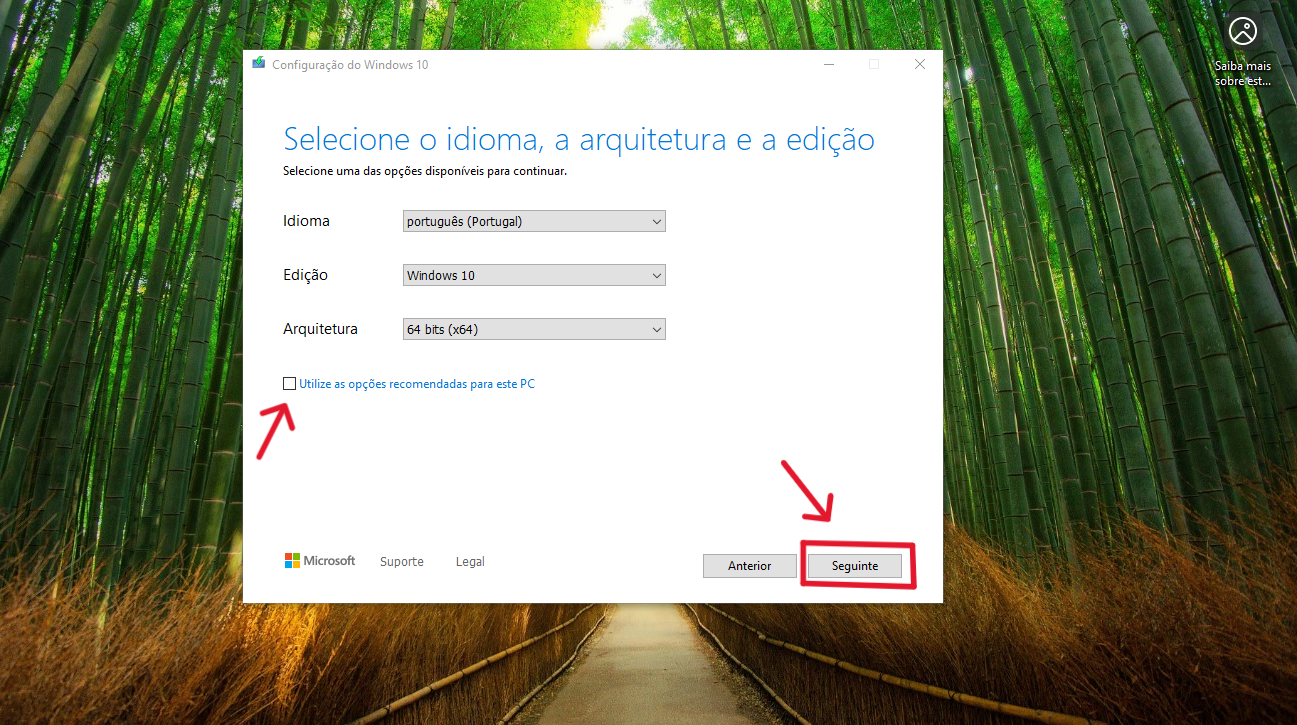 Saiba mais
sobre est...
Configuração do Windows 10
Selecione o idioma, a arquitetura e a edição
Selecione uma das opções disponíveis para continuar.
Idioma
português (Portugal)
Edição
Windows 10
Arquitetura
64 bits (x64)
Utilize as opções recomendadas para este PC
Microsoft
Suporte
Legal
Anterior
Seguinte